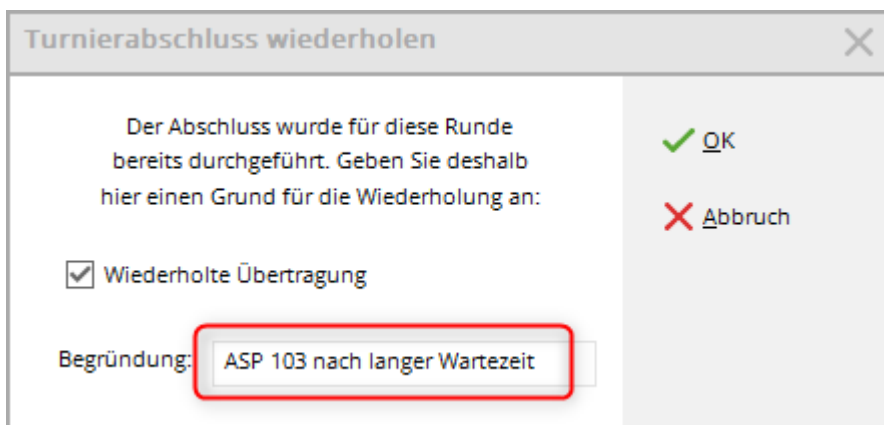 Turnierabschluss wiederholen
Der Abschluss wurde für diese Runde
bereits durchgeführt. Geben Sie deshalb
hier einen Grund für die Wiederholung an:
OK
Abbruch
Wiederholte Übertragung
Begründung: ASP 103 nach langer Wartezeit